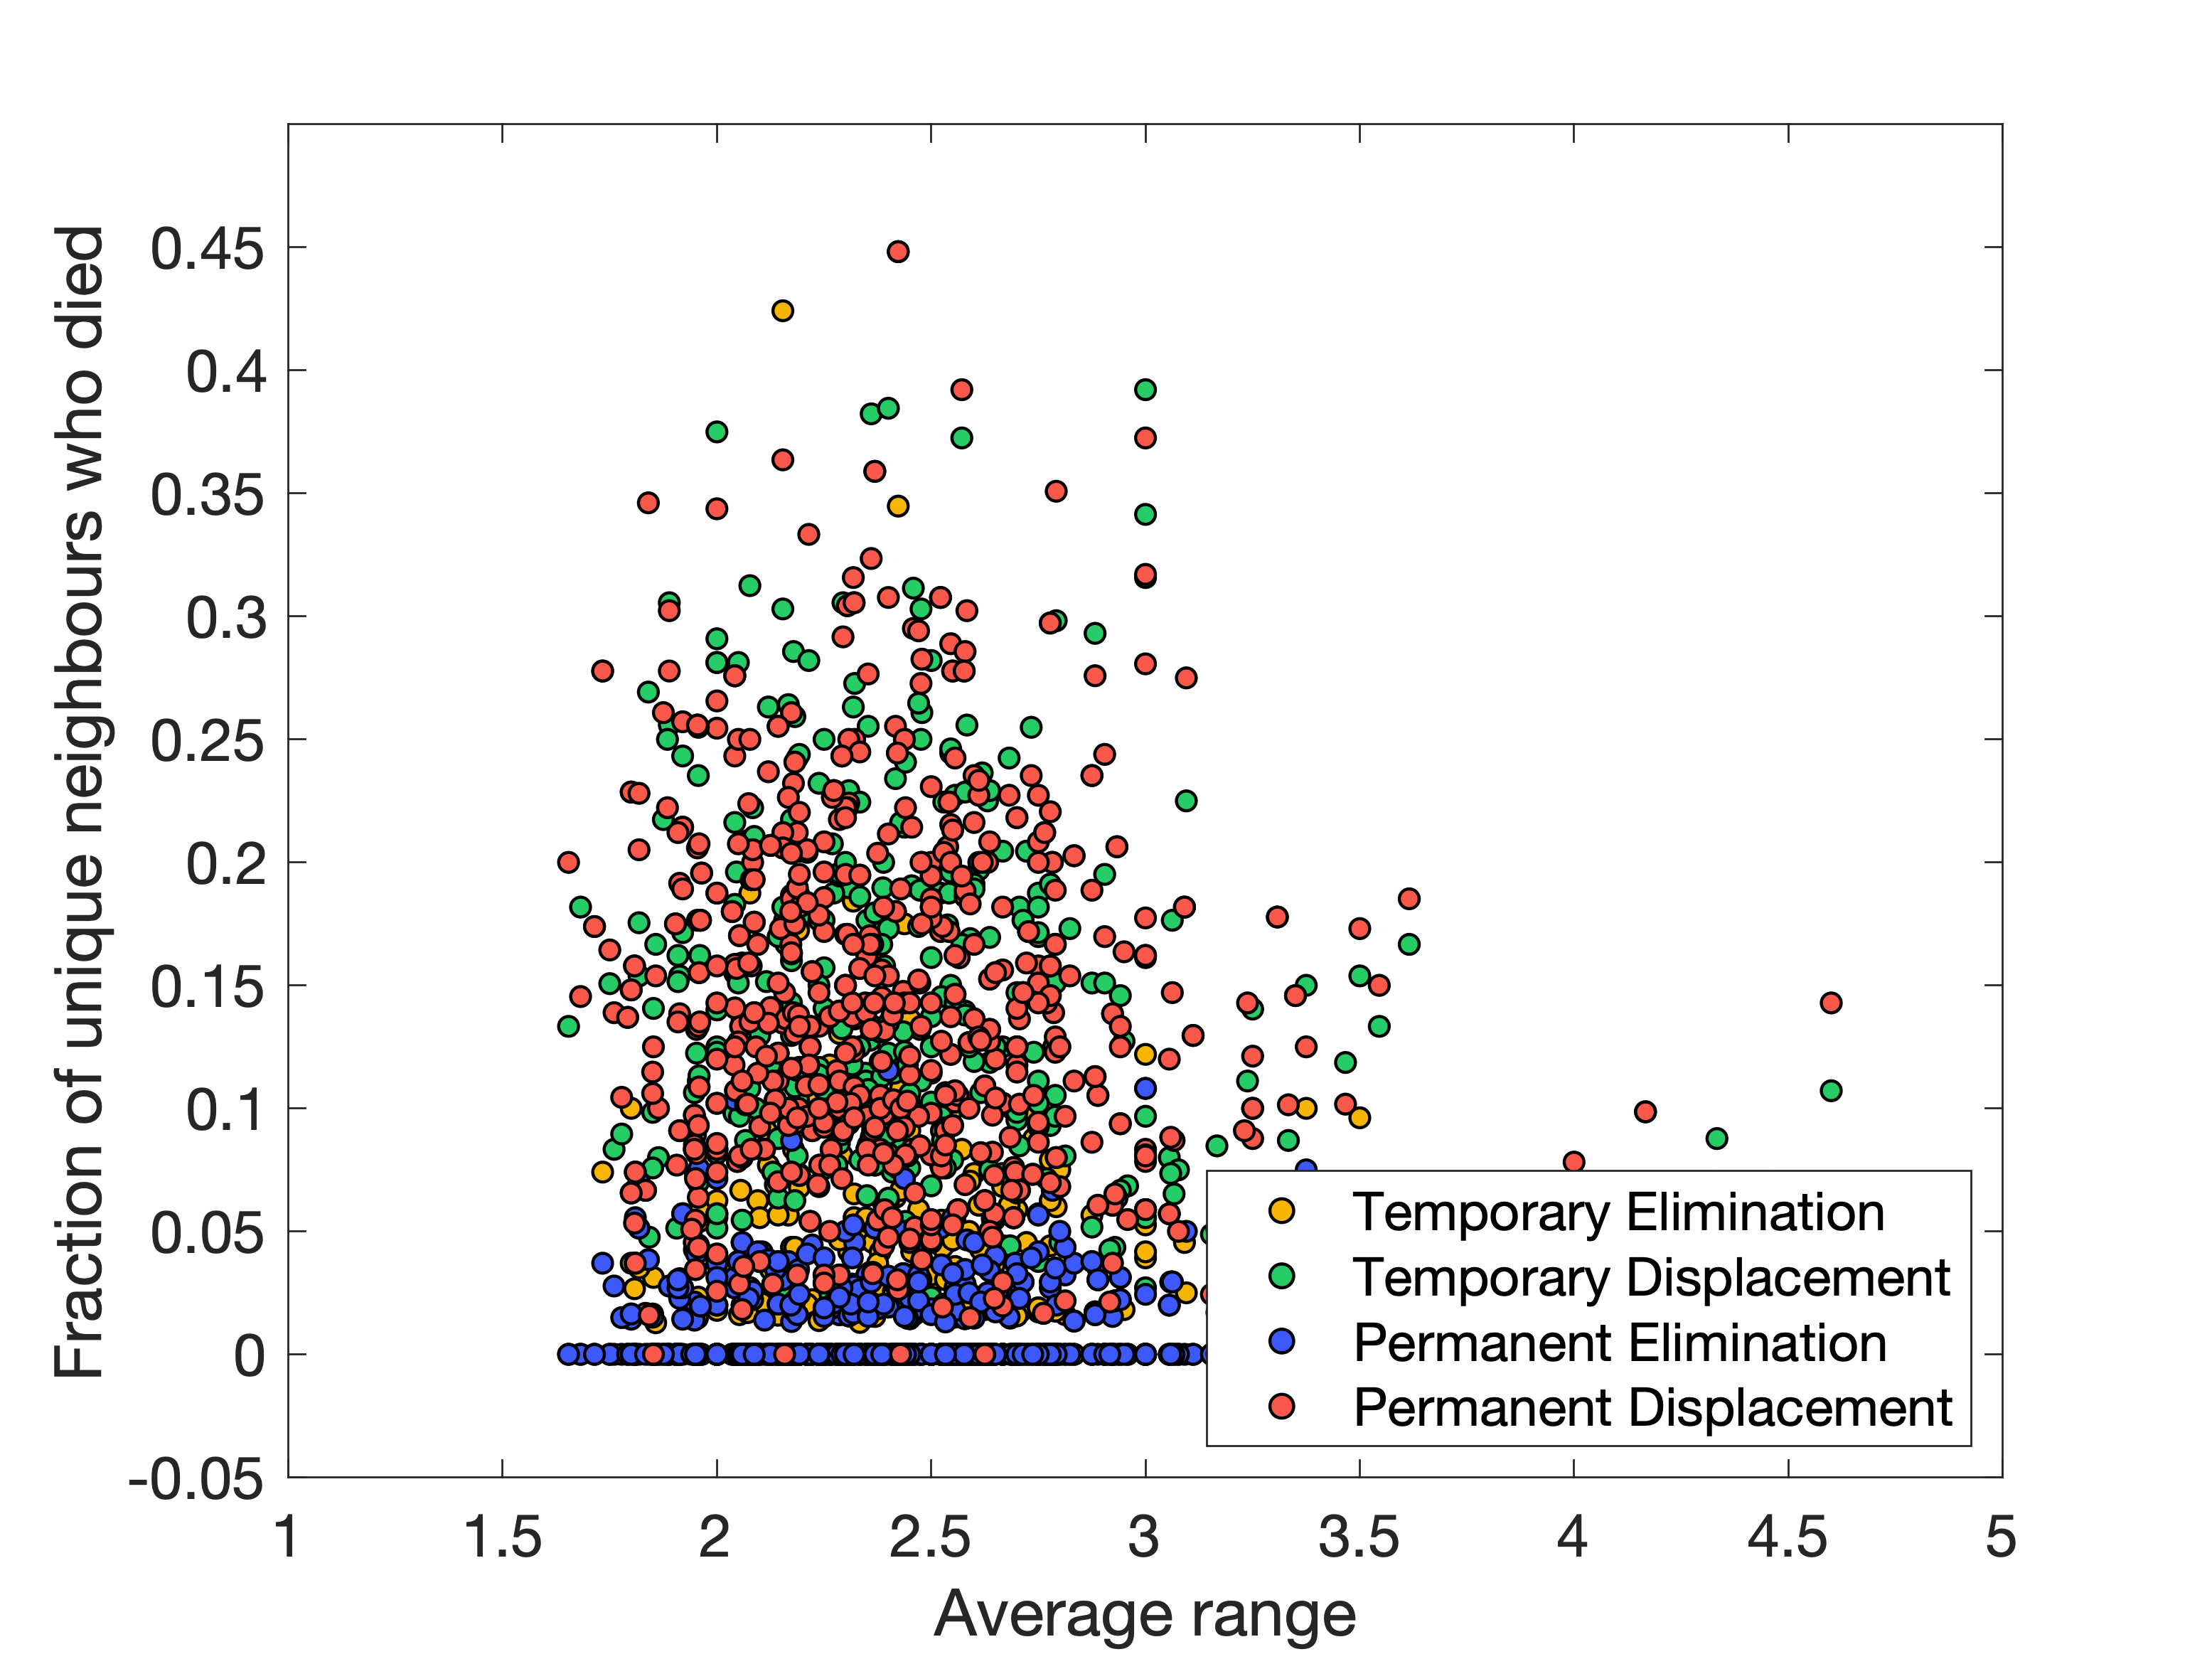 Fraction of unique neighbours who died
0.45
0.4
0.35
0.3
0.25
0.2
0.15
0.1
0.05
0
-0.05
1 1.5 2 2.5 3 3.5 4 4.5 5
Average range
Temporary Elimination
Temporary Displacement
Permanent Elimination
Permanent Displacement